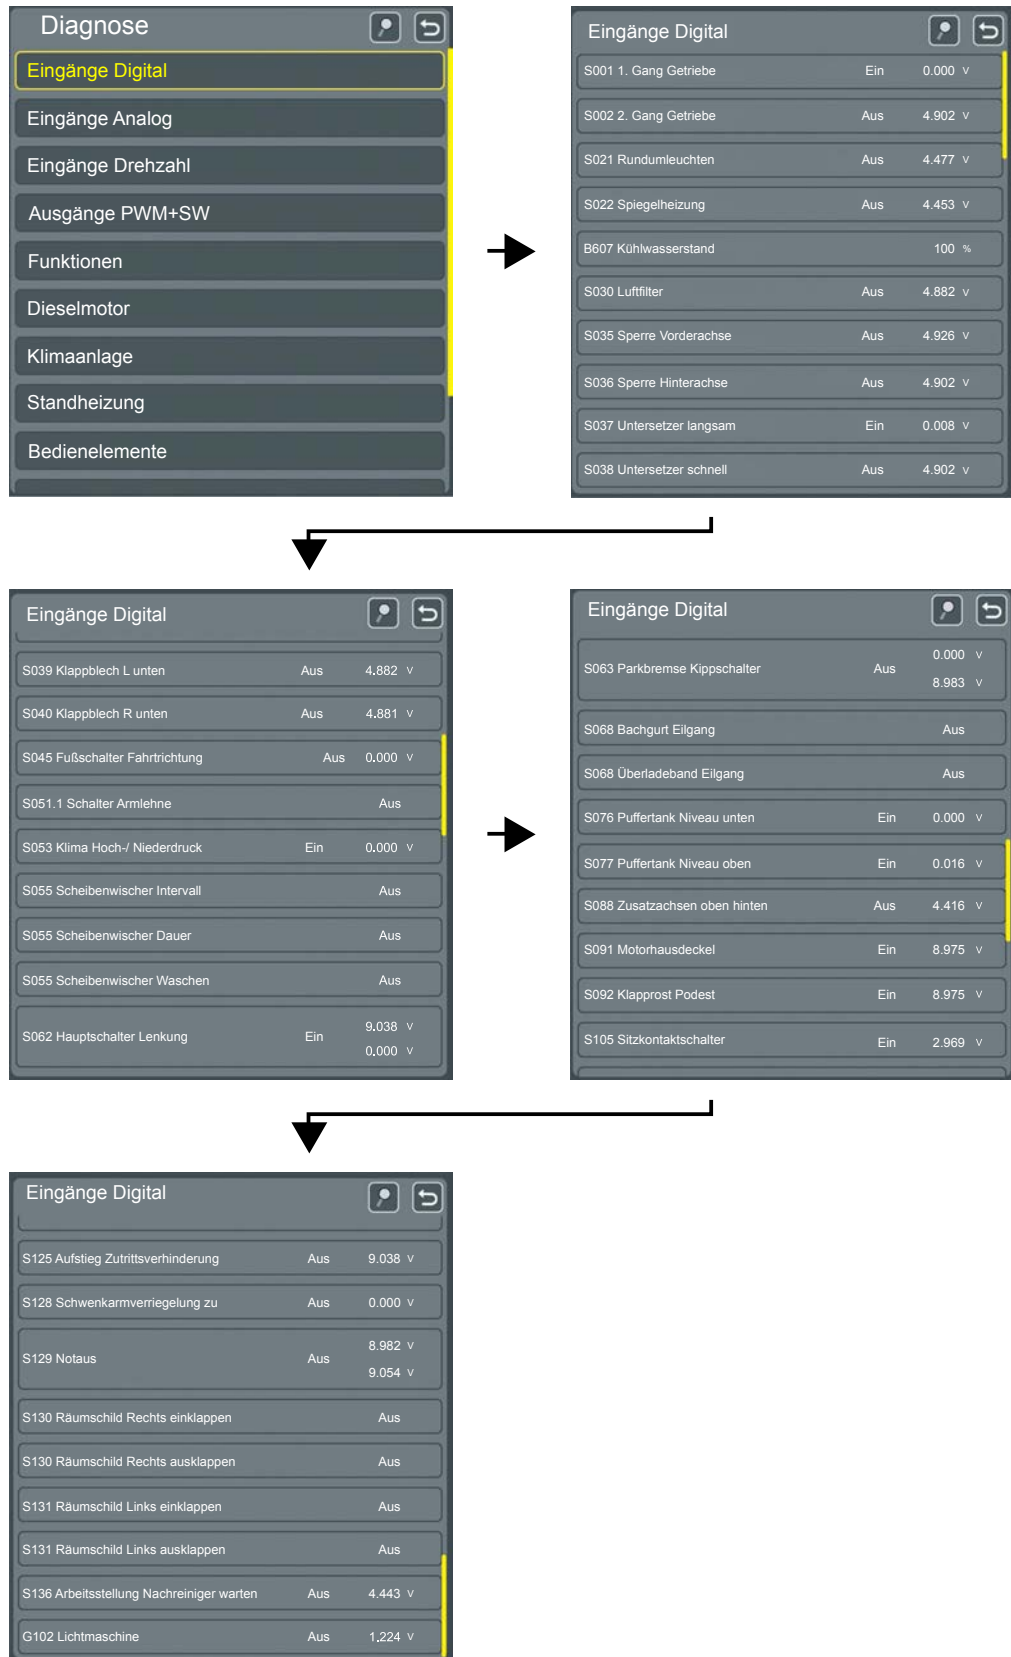 Diagnose
Eingänge Digital
Eingänge Analog
Eingänge Drehzahl
Ausgänge PWM+SW
Funktionen
Dieselmotor
Klimaanlage
Standheizung
Bedienelemente
Eingänge Digital
S001 1. Gang Getriebe Ein 0.000 V
S002 2. Gang Getriebe Aus 4.902 V
S021 Rundumleuchten Aus 4.477 V
S022 Spiegelheizung Aus 4.453 V
B607 Kühlwasserstand 100 %
S030 Luftfilter Aus 4.882 V
S035 Sperre Vorderachse Aus 4.926 V
S036 Sperre Hinterachse Aus 4.902 V
S037 Untersetzer langsam Ein 0.008 V
S038 Untersetzer schnell Aus 4.902 V
Eingänge Digital
S039 Klappblech L unten Aus 4.882 V
S040 Klappblech R unten Aus 4.881 V
S045 Fußschalter Fahrtrichtung Aus 0.000 V
S051.1 Schalter Armlehne Aus
S053 Klima Hoch-/ Niederdruck Ein 0.000 V
S055 Scheibenwischer Intervall Aus
S055 Scheibenwischer Dauer Aus
S055 Scheibenwischer Waschen Aus
S062 Hauptschalter Lenkung Ein 9.038 V
0.000 V
Eingänge Digital
S063 Parkbremse Kippschalter Aus 0.000 V
8.983 V
S068 Bachgurt Eilgang Aus
S068 Überladeband Eilgang Aus
S076 Puffertank Niveau unten Ein 0.000 V
S077 Puffertank Niveau oben Ein 0.016 V
S088 Zusatzachsen oben hinten Aus 4.416 V
S091 Motorhausdeckel Ein 8.975 V
S092 Klapprost Podest Ein 8.975 V
S105 Sitzkontaktschalter Ein 2.969 V
Eingänge Digital
S125 Aufstieg Zutrittsverhinderung Aus 9.038 V
S128 Schwenkarmverriegelung zu Aus 0.000 V
S129 Notaus Aus 8.982 V
9.054 V
S130 Räumschild Rechts einklappen Aus
S130 Räumschild Rechts ausklappen Aus
S131 Räumschild Links einklappen Aus
S131 Räumschild Links ausklappen Aus
S136 Arbeitsstellung Nachreiniger warten Aus 4.443 V
G102 Lichtmaschine Aus 1.224 V